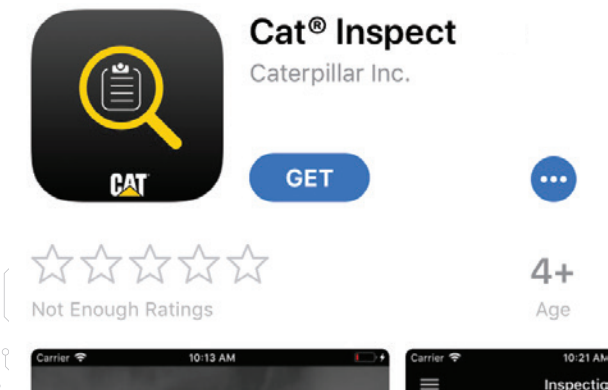 Cat® Inspect
Caterpillar Inc.
CAT
GET
4+
Not Enough Ratings
Age
Carrier
10:13 AM
Carrier
10:21 AM